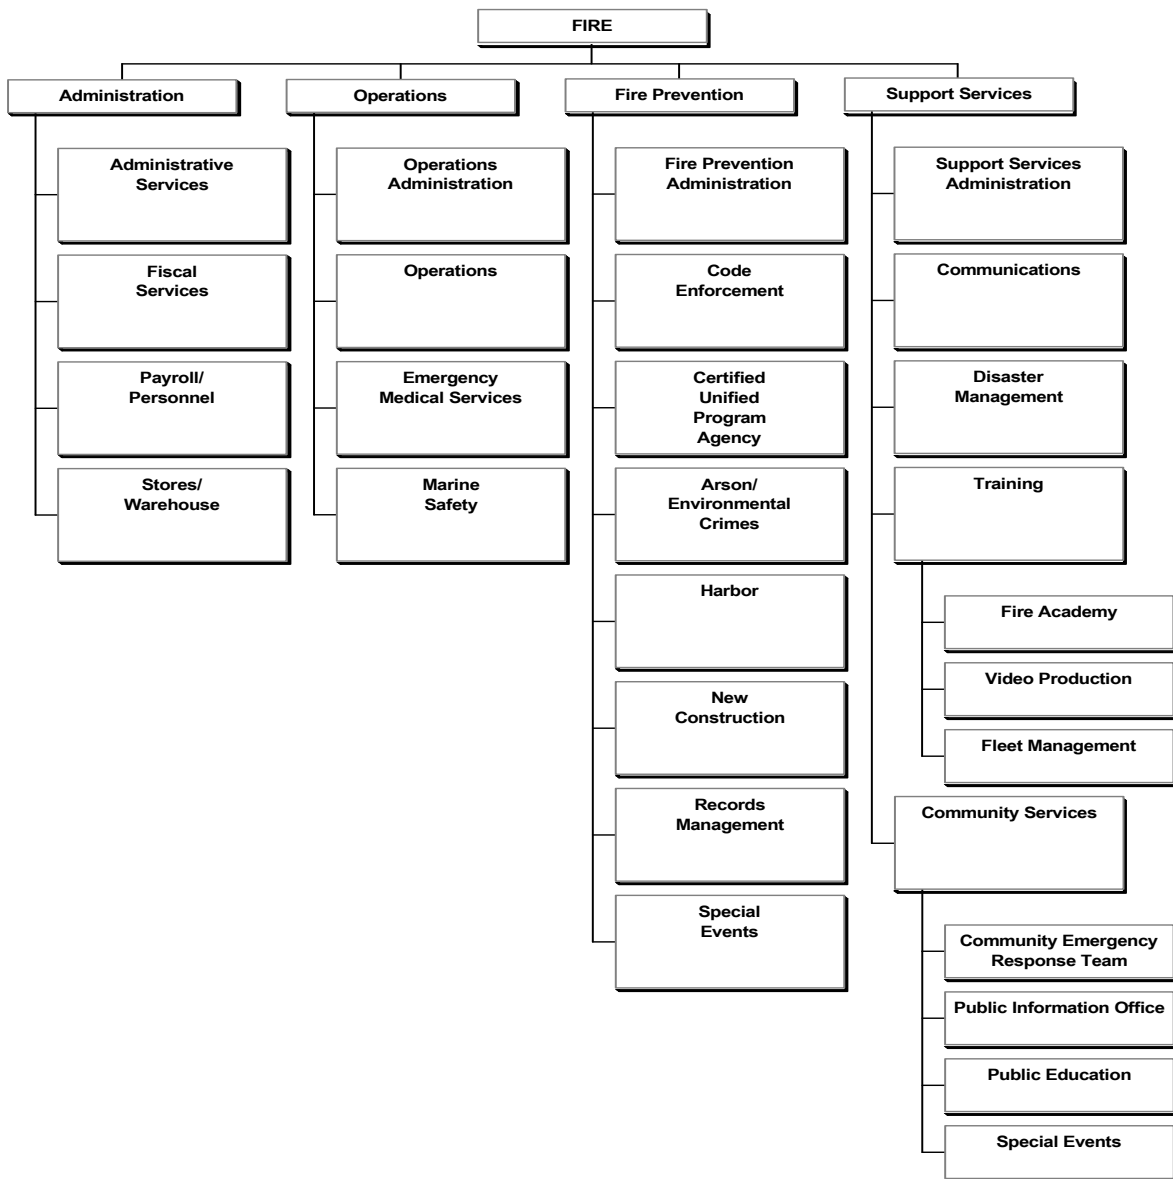 FIRE
Administration
Operations
Fire Prevention
Support Services
Administrative
Services
Fiscal
Services
Payroll/
Personnel
Stores/
Warehouse
Operations
Administration
Operations
Emergency
Medical Services
Marine
Safety
Fire Prevention
Administration
Code
Enforcement
Certified
Unified
Program
Agency
Arson/
Environmental
Crimes
Harbor
New
Construction
Records
Management
Special
Events
Support Services
Administration
Communications
Disaster
Management
Training
Fire Academy
Video Production
Fleet Management
Community Services
Community Emergency
Response Team
Public Information Office
Public Education
Special Events